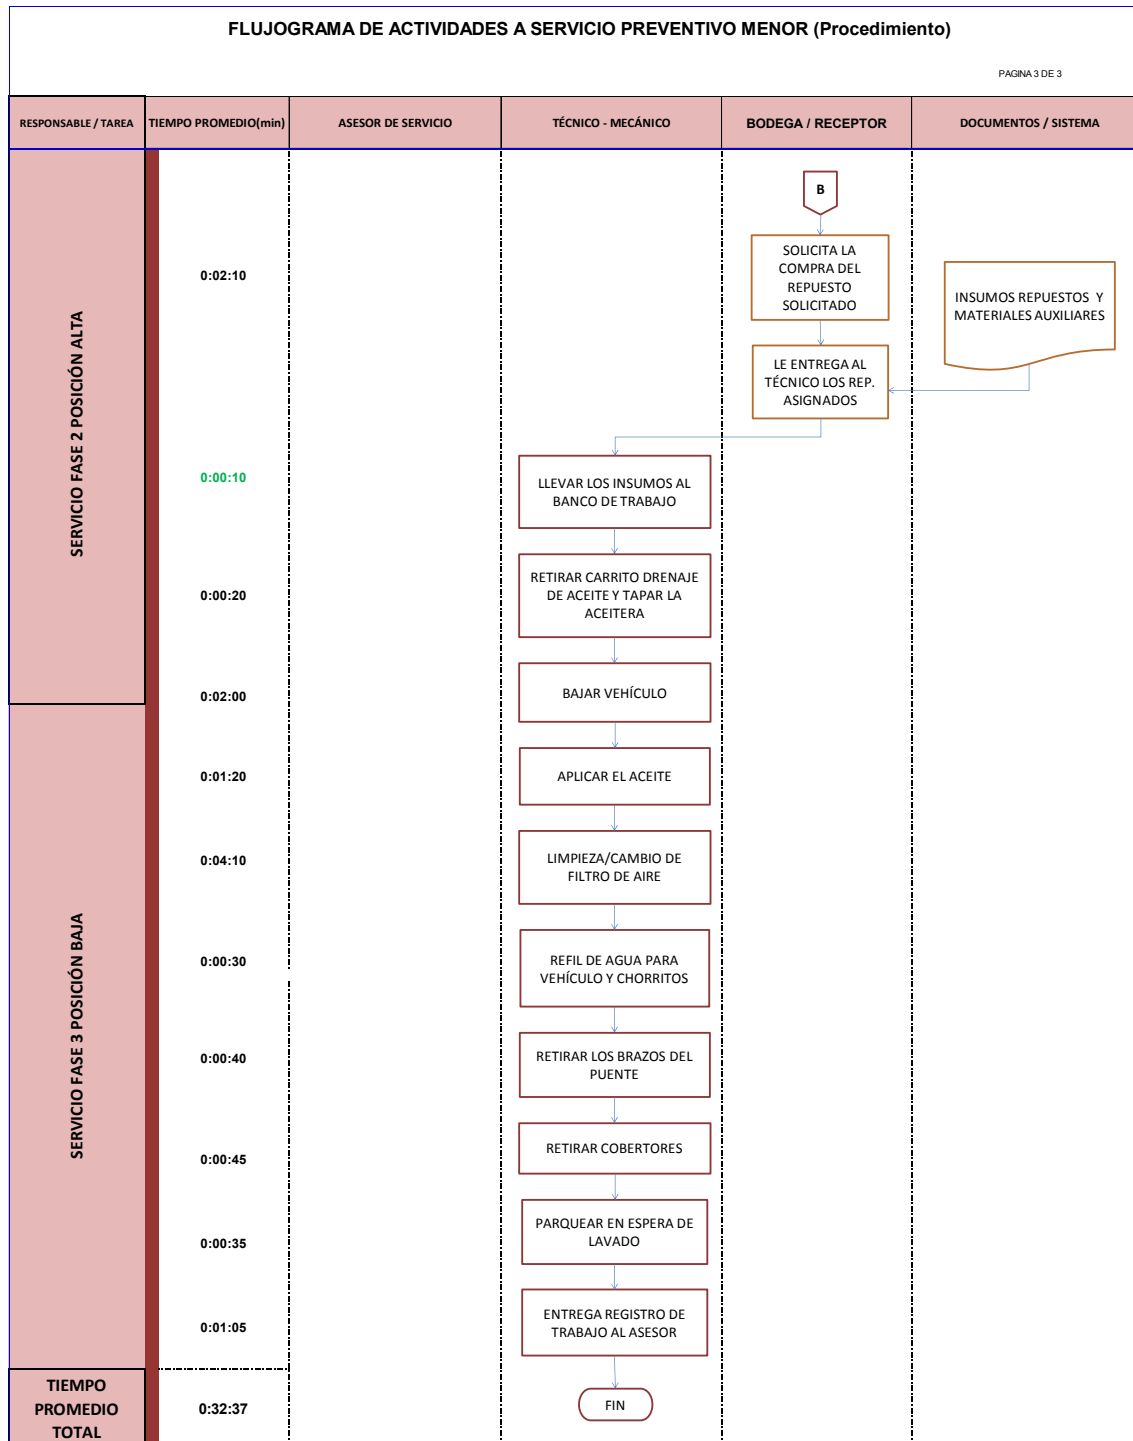 FLUJOGRAMA DE ACTIVIDADES A SERVICIO PREVENTIVO MENOR (Procedimiento)
PAGINA 3 DE 3
RESPONSABLE / TAREA
TIEMPO PROMEDIO(min)
ASESOR DE SERVICIO
TÉCNICO - MECÁNICO
BODEGA / RECEPTOR
DOCUMENTOS / SISTEMA
SERVICIO FASE 2 POSICIÓN ALTA
B
0:02:10
SOLICITA LA
COMPRA DEL
REPUESTO
SOLICITADO
INSUMOS REPUESTOS Y
MATERIALES AUXILIARES
LE ENTREGA AL
TÉCNICO LOS REP.
ASIGNADOS
0:00:10
LLEVAR LOS INSUMOS AL
BANCO DE TRABAJO
0:00:20
RETIRAR CARRITO DRENAJE
DE ACEITE Y TAPAR LA
ACEITERA
0:02:00
BAJAR VEHÍCULO
SERVICIO FASE 3 POSICIÓN BAJA
0:01:20
APLICAR EL ACEITE
0:04:10
LIMPIEZA/CAMBIO DE
FILTRO DE AIRE
0:00:30
REFIL DE AGUA PARA
VEHÍCULO Y CHORRITOS
0:00:40
RETIRAR LOS BRAZOS DEL
PUENTE
0:00:45
RETIRAR COBERTORES
0:00:35
PARQUEAR EN ESPERA DE
LAVADO
0:01:05
ENTREGA REGISTRO DE
TRABAJO AL ASESOR
TIEMPO
PROMEDIO
TOTAL
0:32:37
FIN